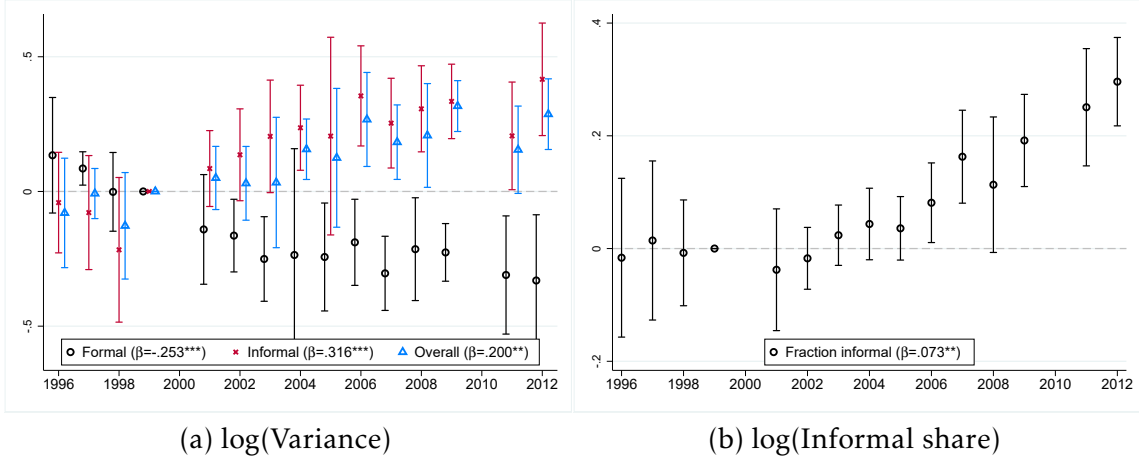 .5
0
-.5
Formal (β=-.253***) Informal (β=.316***) Overall (β=.200**)
1996 1998 2000 2002 2004 2006 2008 2010 2012
(a) log(Variance)
.4
.2
0
-.2
Fraction informal (β=.073**)
1996 1998 2000 2002 2004 2006 2008 2010 2012
(b) log(Informal share)